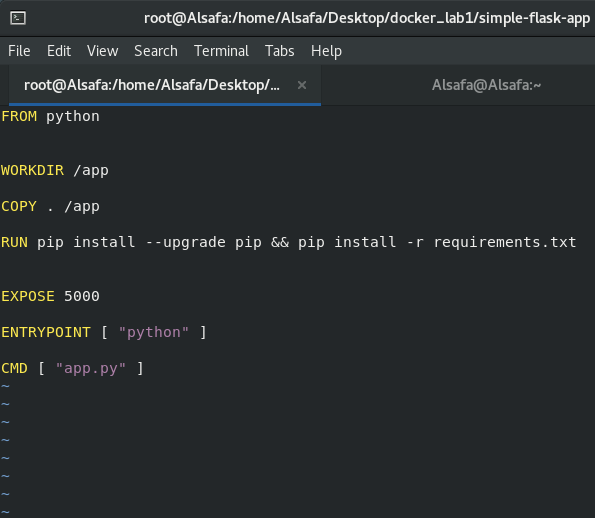 root@Alsafa:/home/Alsafa/Desktop/docker_lab1/simple-flask-app
File Edit View Search Terminal Tabs Help
root@Alsafa:/home/Alsafa/Desktop/... × Alsafa@Alsafa:~
FROM python
WORKDIR /app
COPY . /app
RUN pip install --upgrade pip && pip install -r requirements.txt
EXPOSE 5000
ENTRYPOINT [ "python" ]
CMD [ "app.py" ]
~
~
~
~
~
~
~
~